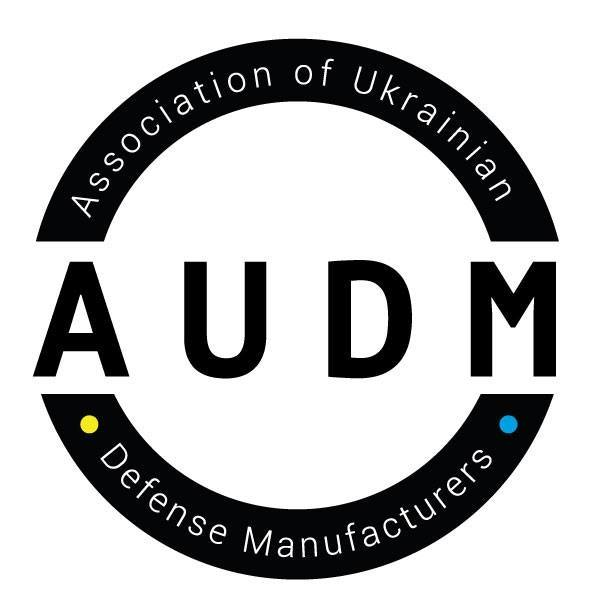 Association of Ukrainian
AUDM
Defense Manufacturers